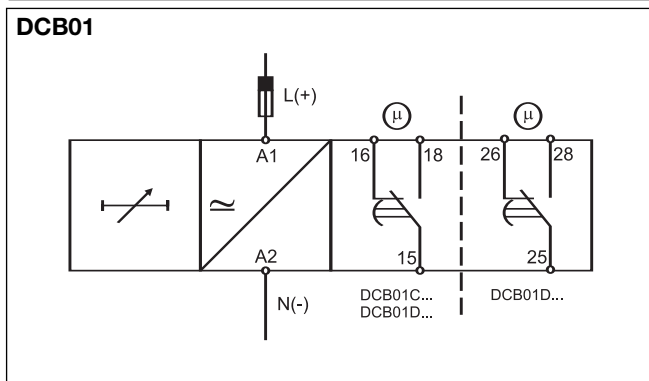 DCB01
L(+)
μ
μ
A1
16
18
26
28
≃
A2
15
25
N(-)
DCB01C...
DCB01D...
DCB01D...